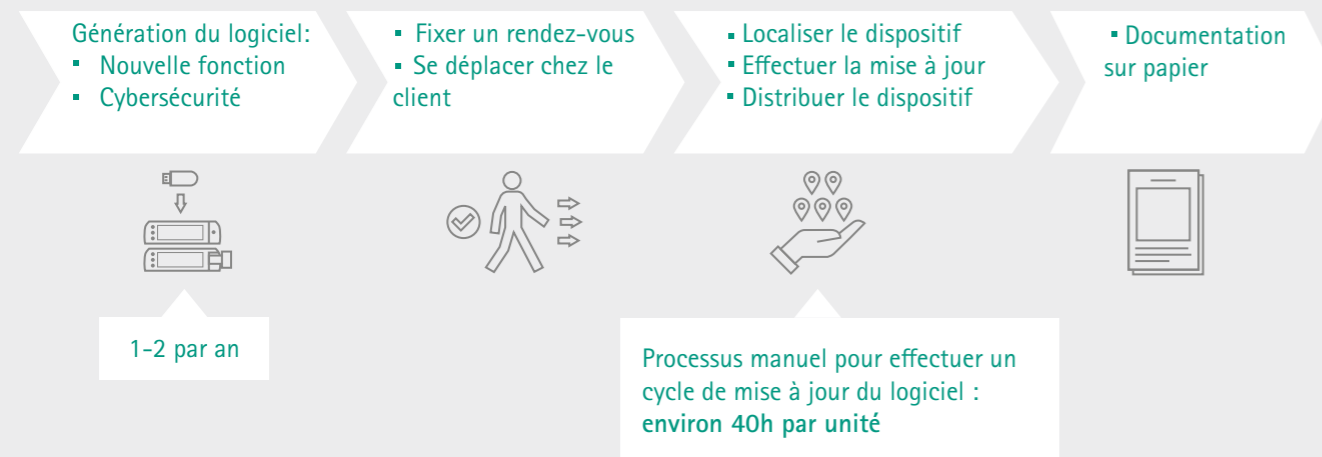 Génération du logiciel:
▪ Nouvelle fonction
▪ Cybersécurité
▪ Fixer un rendez-vous
▪ Se déplacer chez le
client
▪ Localiser le dispositif
▪ Effectuer la mise à jour
▪ Distribuer le dispositif
▪ Documentation
sur papier
1-2 par an
Processus manuel pour effectuer un
cycle de mise à jour du logiciel :
environ 40h par unité